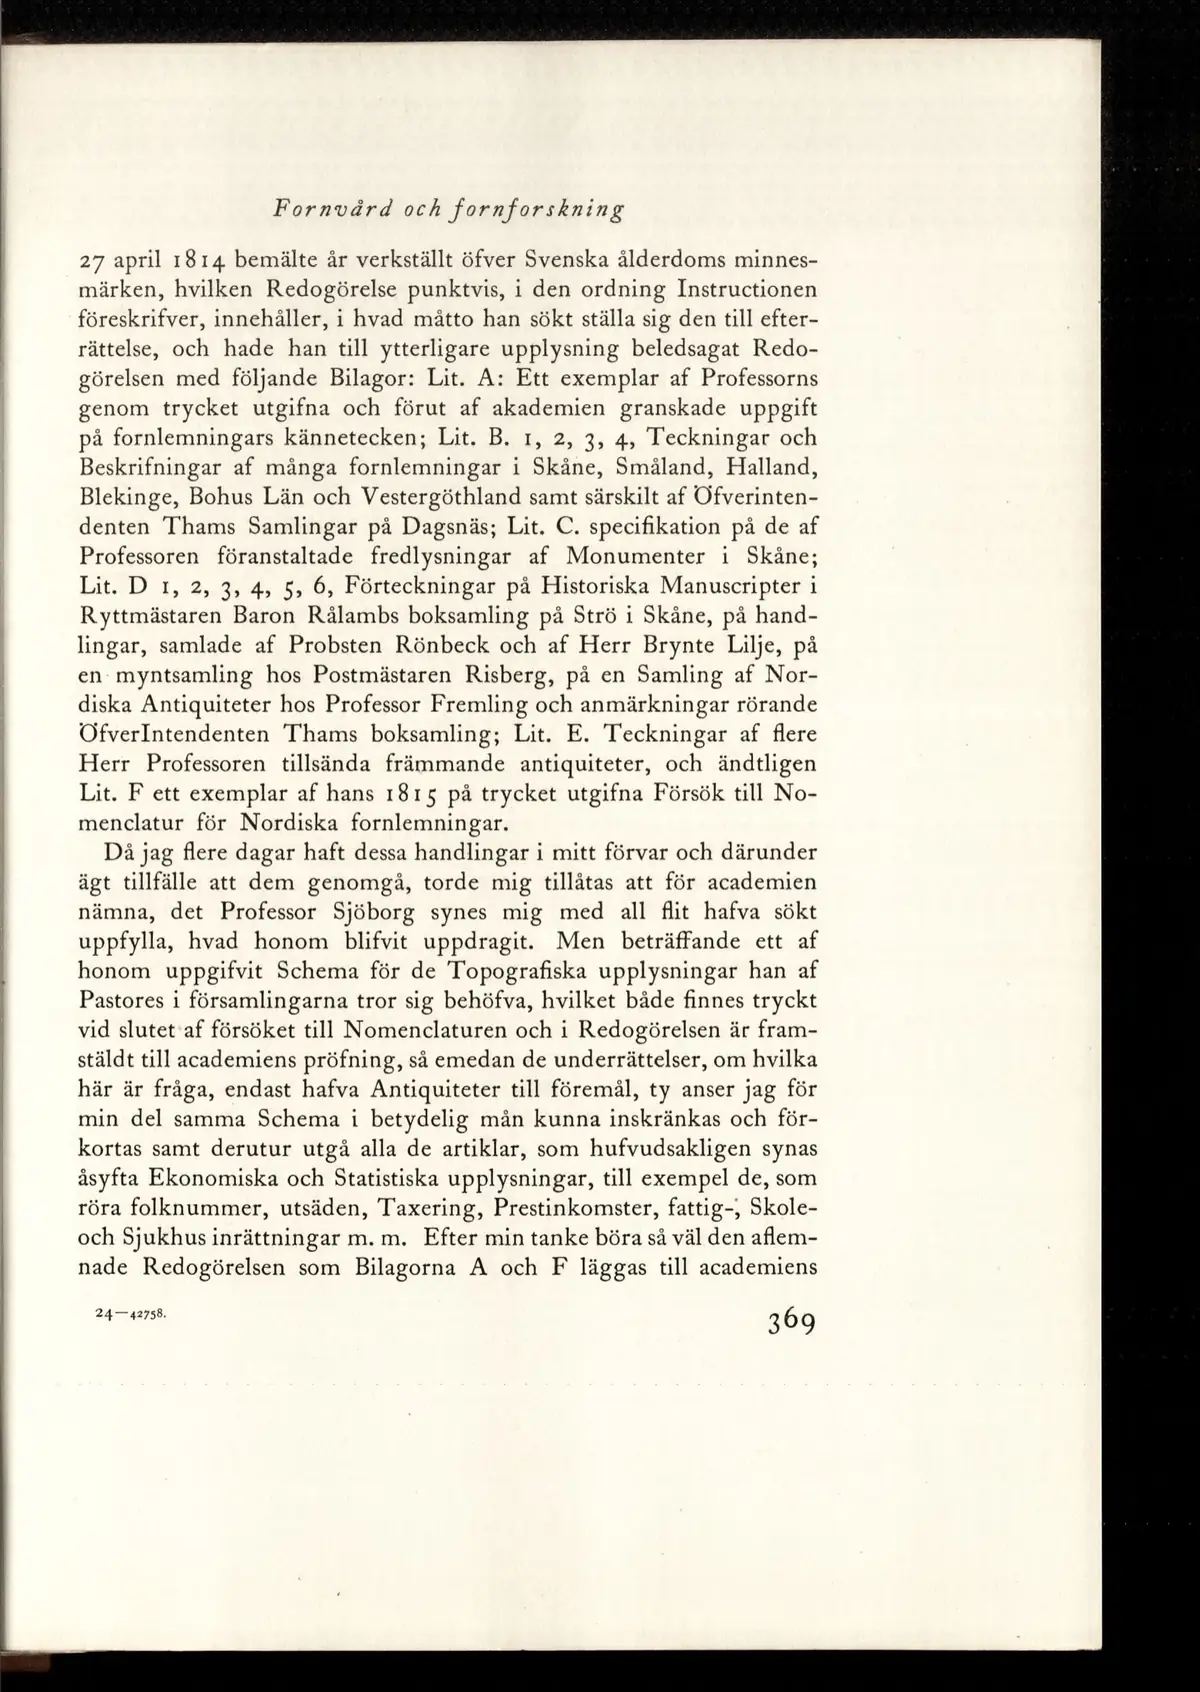 Fornvård och fornforskning
27 april 1814 bemälte år verkställt öfver Svenska ålderdoms minnes-
märken, hvilken Redogörelse punktvis, i den ordning Instructionen
föreskrifver, innehåller, i hvad måtto han sökt ställa sig den till efter-
rättelse, och hade han till ytterligare upplysning beledsagat Redo-
görelsen med följande Bilagor: Lit. A: Ett exemplar af Professorns
genom trycket utgifna och förut af akademien granskade uppgift
på fornlemningars kännetecken; Lit. B. 1, 2, 3, 4, Teckningar och
Beskrifningar af många fornlemningar i Skåne, Småland, Halland,
Blekinge, Bohus Län och Vestergöthland samt särskilt af Öfverinten-
denten Thams Samlingar på Dagsnäs; Lit. C. specifikation på de af
Professoren föranstaltade fredlysningar af Monumenter i Skåne;
Lit. D 1, 2, 3, 4, 5, 6, Förteckningar på Historiska Manuscripter i
Ryttmästaren Baron Rålambs boksamling på Strö i Skåne, på hand-
lingar, samlade af Probsten Rönbeck och af Herr Brynte Lilje, på
en myntsamling hos Postmästaren Risberg, på en Samling af Nor-
diska Antiquiteter hos Professor Fremling och anmärkningar rörande
ÖfverIntendenten Thams boksamling; Lit. E. Teckningar af flere
Herr Professoren tillsända främmande antiquiteter, och ändtligen
Lit. F ett exemplar af hans 1815 på trycket utgifna Försök till No-
menclatur för Nordiska fornlemningar.
Då jag flere dagar haft dessa handlingar i mitt förvar och därunder
ägt tillfälle att dem genomgå, torde mig tillåtas att för academien
nämna, det Professor Sjöborg synes mig med all flit hafva sökt
uppfylla, hvad honom blifvit uppdragit. Men beträffande ett af
honom uppgifvit Schema för de Topografiska upplysningar han af
Pastores i församlingarna tror sig behöfva, hvilket både finnes tryckt
vid slutet af försöket till Nomenclaturen och i Redogörelsen är fram-
städt till academiens pröfning, så emedan de underrättelser, om hvilka
här är fråga, endast hafva Antiquiteter till föremål, ty anser jag för
min del samma Schema i betydelig mån kunna inskränkas och för-
kortas samt derutur utgå alla de artiklar, som hufvudsakligen synas
åsyfta Ekonomiska och Statistiska upplysningar, till exempel de, som
röra folknummer, utsäden, Taxering, Prestinkomster, fattig-, Skole-
och Sjukhus inrättningar m. m. Efter min tanke böra så väl den aflem-
nade Redogörelsen som Bilagorna A och F läggas till academiens
24—42758.
369